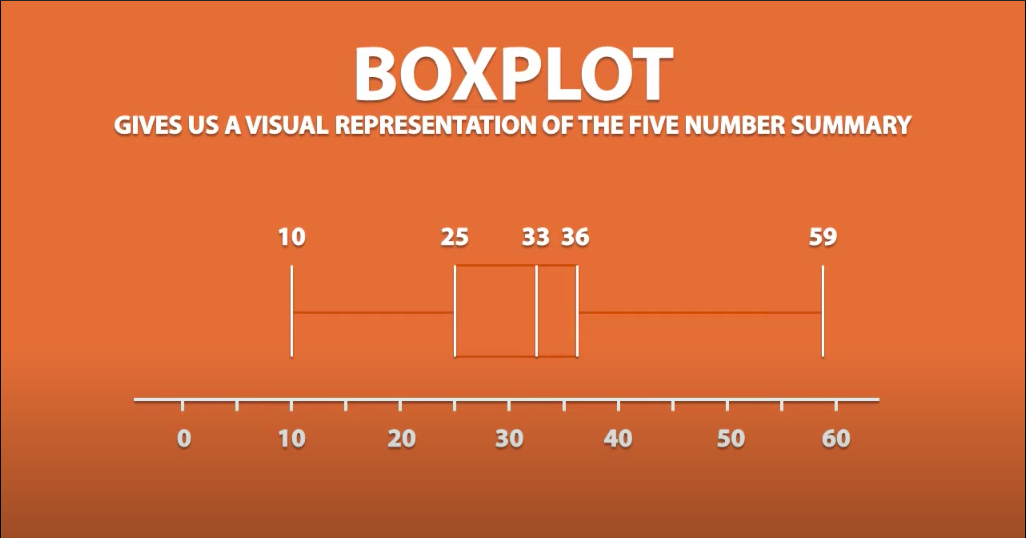 BOXPLOT
GIVES US A VISUAL REPRESENTATION OF THE FIVE NUMBER SUMMARY
10 25 33 36 59
0 10 20 30 40 50 60